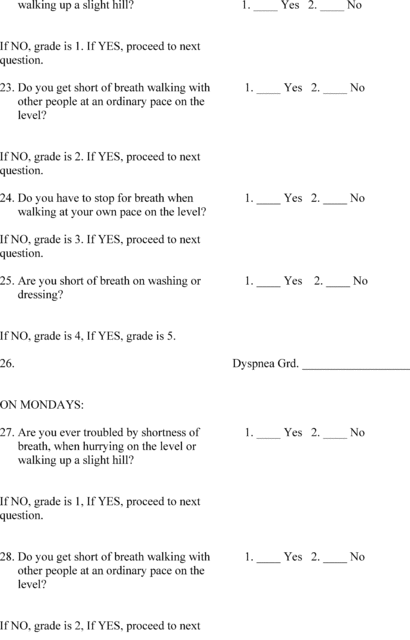 walking up a slight hill? 1. ____ Yes 2. ____ No
If NO, grade is 1. If YES, proceed to next
question.
23. Do you get short of breath walking with 1. ____ Yes 2. ____ No
other people at an ordinary pace on the
level?
If NO, grade is 2. If YES, proceed to next
question.
24. Do you have to stop for breath when 1. ____ Yes 2. ____ No
walking at your own pace on the level?
If NO, grade is 3. If YES, proceed to next
question.
25. Are you short of breath on washing or 1. ____ Yes 2. ____ No
dressing?
If NO, grade is 4, If YES, grade is 5.
26. Dyspnea Grd. __________________
ON MONDAYS:
27. Are you ever troubled by shortness of 1. ____ Yes 2. ____ No
breath, when hurrying on the level or
walking up a slight hill?
If NO, grade is 1, If YES, proceed to next
question.
28. Do you get short of breath walking with 1. ____ Yes 2. ____ No
other people at an ordinary pace on the
level?
If NO, grade is 2, If YES, proceed to next